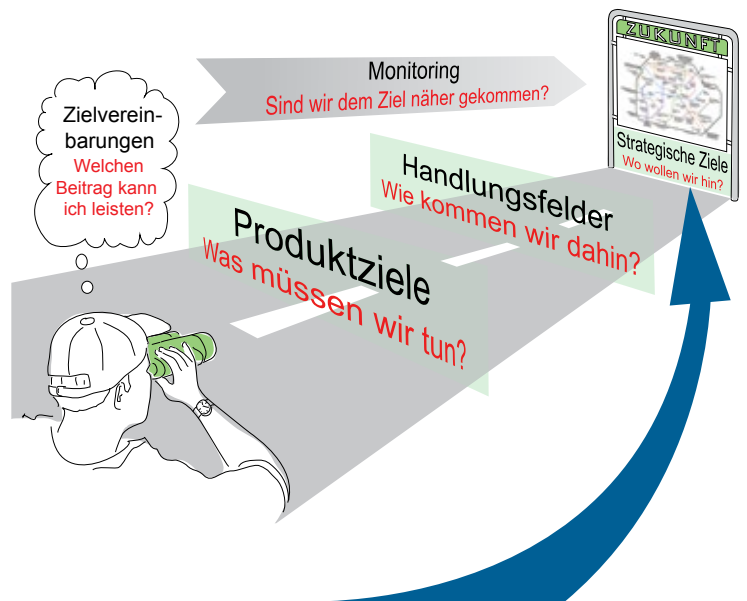 ZUKUNFT
Strategische Ziele
Wo wollen wir hin?
Monitoring
Sind wir dem Ziel näher gekommen?
Zielverein-
barungen
Welchen
Beitrag kann
ich leisten?
Handlungsfelder
Wie kommen wir dahin?
Produktziele
Was müssen wir tun?